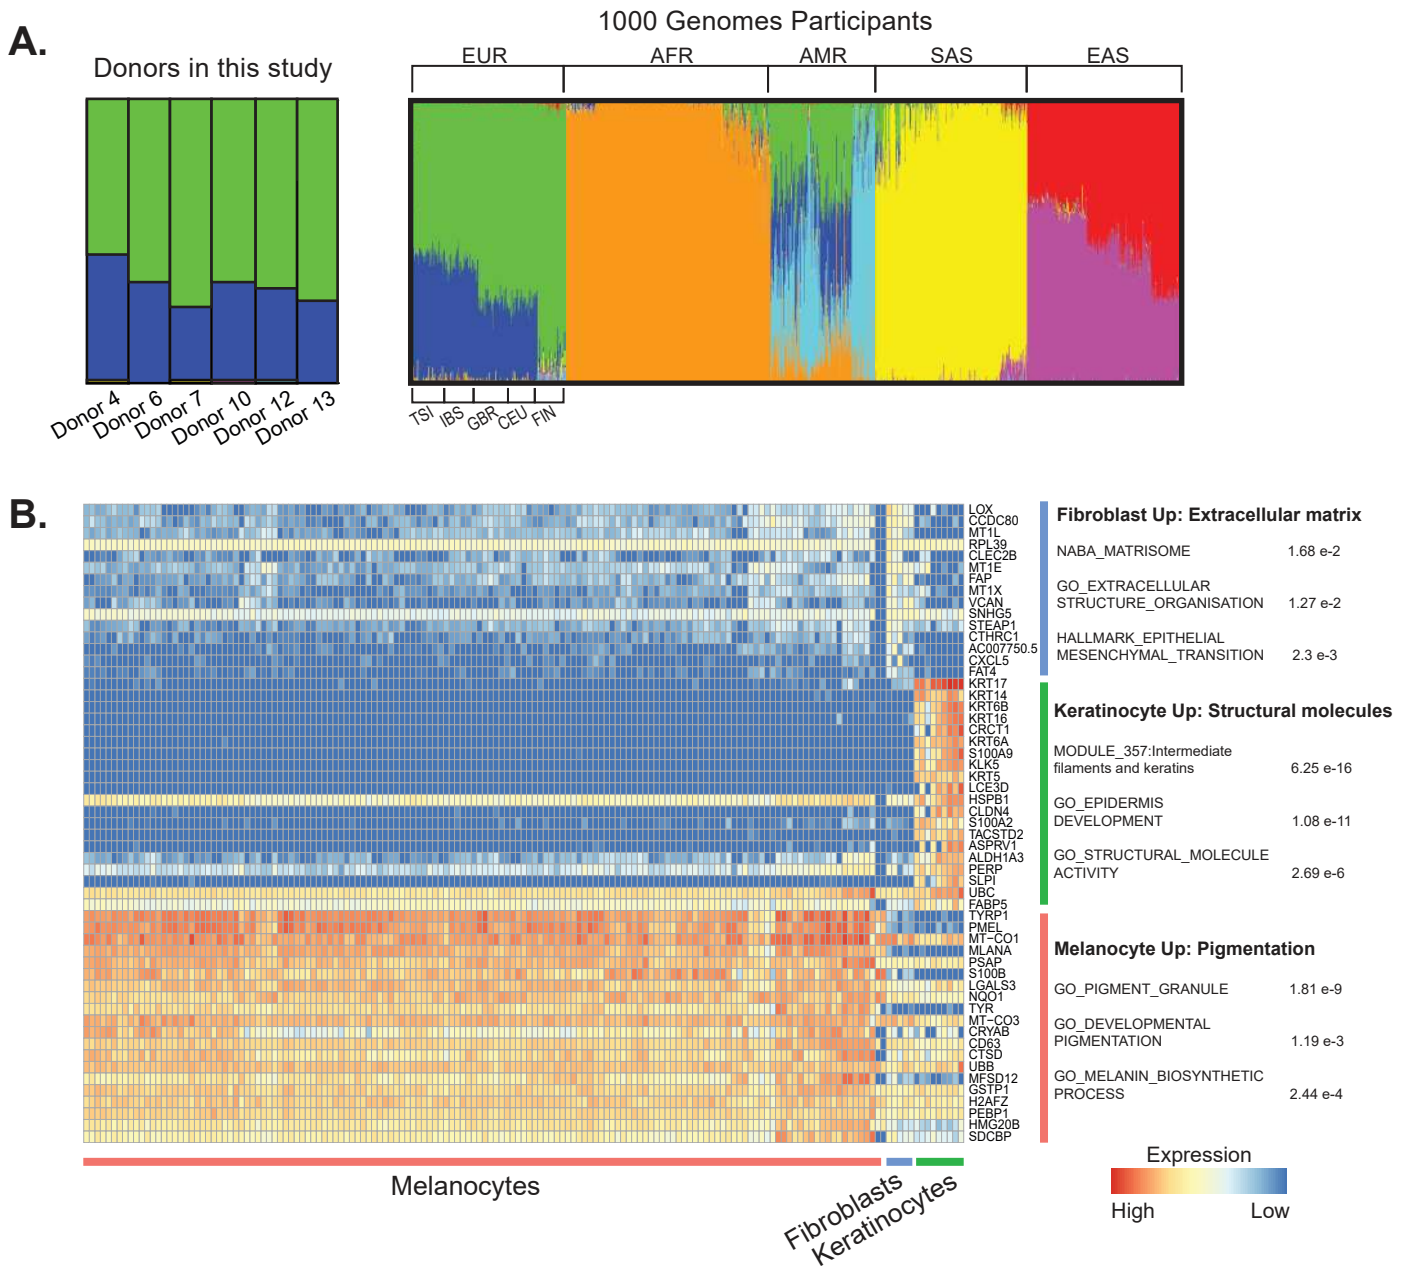 A.
1000 Genomes Participants
Donors in this study
EUR AFR AMR SAS EAS
Donor 4 Donor 6 Donor 7 Donor 10 Donor 12 Donor 13
TSI IBS GBR CEU FIN
B.
LOX
CCDC80
MT1L
RPL39
CLEC2B
MT1E
FAP
MT1X
VCAN
SNHG5
STEAP1
CTHRC1
AC007750.5
CXCL5
FAT4
KRT17
KRT14
KRT6B
KRT16
CRCT1
KRT6A
S100A9
KLK5
KRT5
LCE3D
HSPB1
CLDN4
S100A2
TACSTD2
ASPRV1
ALDH1A3
PERP
SLPI
UBC
FABP5
TYRP1
PMEL
MT−CO1
MLANA
PSAP
S100B
LGALS3
NQO1
TYR
MT−CO3
CRYAB
CD63
CTSD
UBB
MFSD12
GSTP1
H2AFZ
PEBP1
HMG20B
SDCBP
Fibroblast Up: Extracellular matrix
NABA_MATRISOME 1.68 e-2
GO_EXTRACELLULAR
STRUCTURE_ORGANISATION 1.27 e-2
HALLMARK_EPITHELIAL
MESENCHYMAL_TRANSITION 2.3 e-3
Keratinocyte Up: Structural molecules
MODULE_357:Intermediate
filaments and keratins 6.25 e-16
GO_EPIDERMIS
DEVELOPMENT 1.08 e-11
GO_STRUCTURAL_MOLECULE
ACTIVITY 2.69 e-6
Melanocyte Up: Pigmentation
GO_PIGMENT_GRANULE 1.81 e-9
GO_DEVELOPMENTAL
PIGMENTATION 1.19 e-3
GO_MELANIN_BIOSYNTHETIC
PROCESS 2.44 e-4
Melanocytes
Fibroblasts
Keratinocytes
Expression
High Low